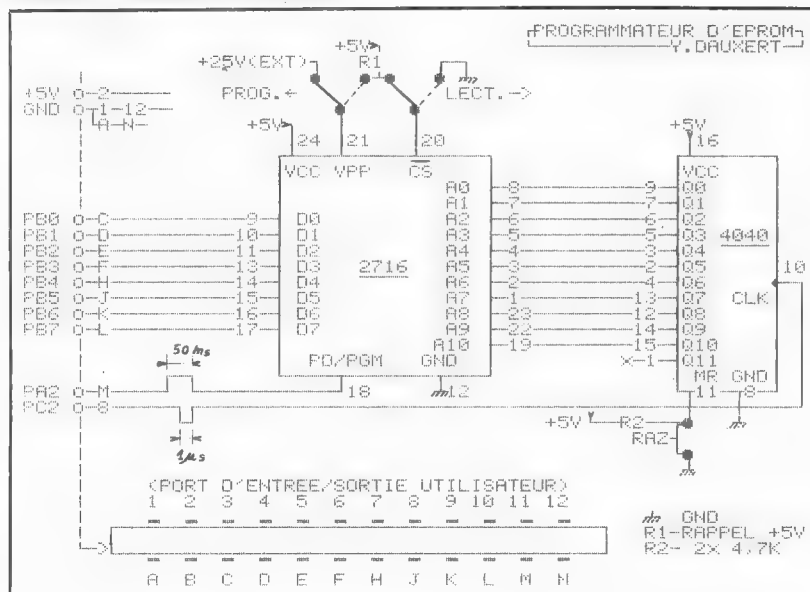 PROGRAMMATEUR D'EPROM
Y.DAUXERT
+5V
R1
+25V(EXT)
PROG.←
LECT.->
+5V o-2
GND o-1-12
A-N
+5V
24 21 20
VCC VPP CS
+5V
16
VCC
A0 8 9 Q0
A1 7 7 Q1
PB0 o-C 9 D0 A2 6 6 Q2
PB1 o-D 10 D1 A3 5 5 Q3 4040
PB2 o-E 11 D2 A4 4 3 Q4
PB3 o-F 13 D3 2716 A5 3 2 Q5 10
PB4 o-H 14 D4 A6 2 4 Q6
PB5 o-J 15 D5 A7 1 13 Q7 CLK
PB6 o-K 16 D6 A8 23 12 Q8
PB7 o-L 17 D7 A9 22 14 Q9
A10 19 15 Q10
50 ms PD/PGM GND X-1 Q11
MR GND
PA2 o-M 18 12 11 8
PC2 o-8
1µs
+5V R2
RAZ
(PORT D'ENTREE/SORTIE UTILISATEUR)
1 2 3 4 5 6 7 8 9 10 11 12
GND
R1-RAPPEL +5V
R2- 2X 4,7K
A B C D E F H J K L M N